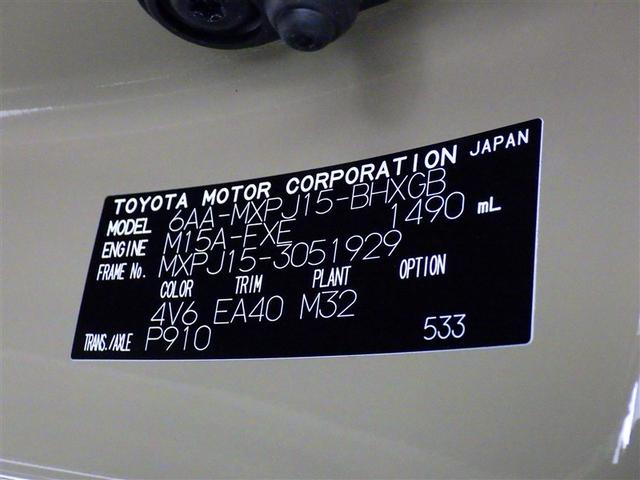 TOYOTA MOTOR CORPORATION JAPAN
MODEL 6AA-MXPJ15-BHXGB
ENGINE M15A-FXE 1490 mL
FRAME No. MXPJ15-3051929
COLOR TRIM PLANT OPTION
4V6 EA40 M32
TRANS./AXLE P910 533